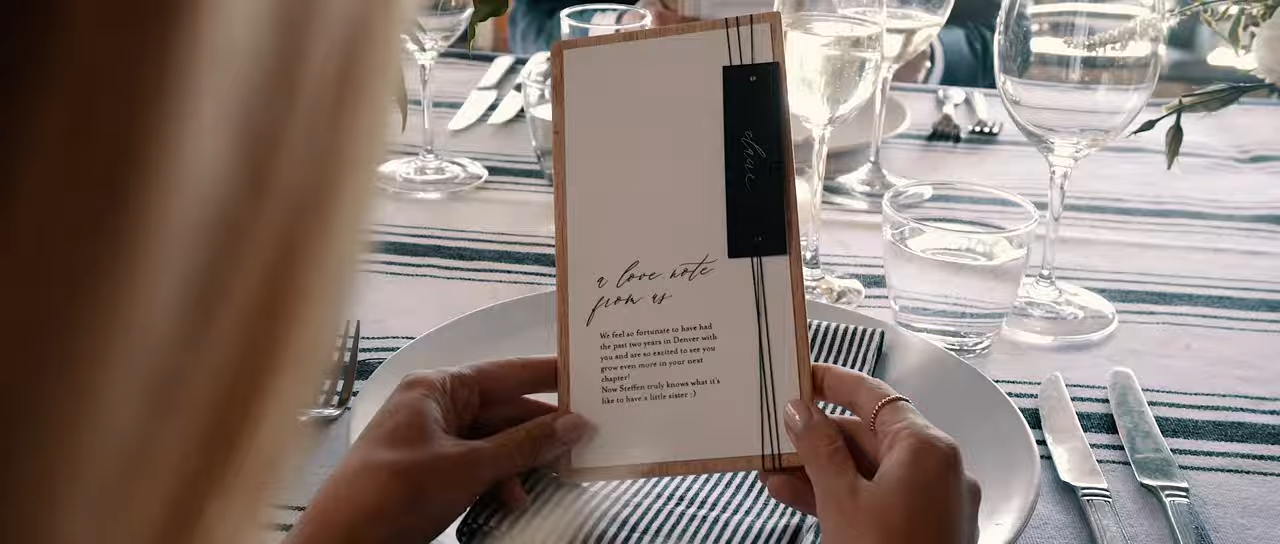 a love note
from us
We feel so fortunate to have had
the past two years in Denver with
you and are so excited to see you
grow even more in your next
chapter!
Now Steffen truly knows what it's
like to have a little sister :)